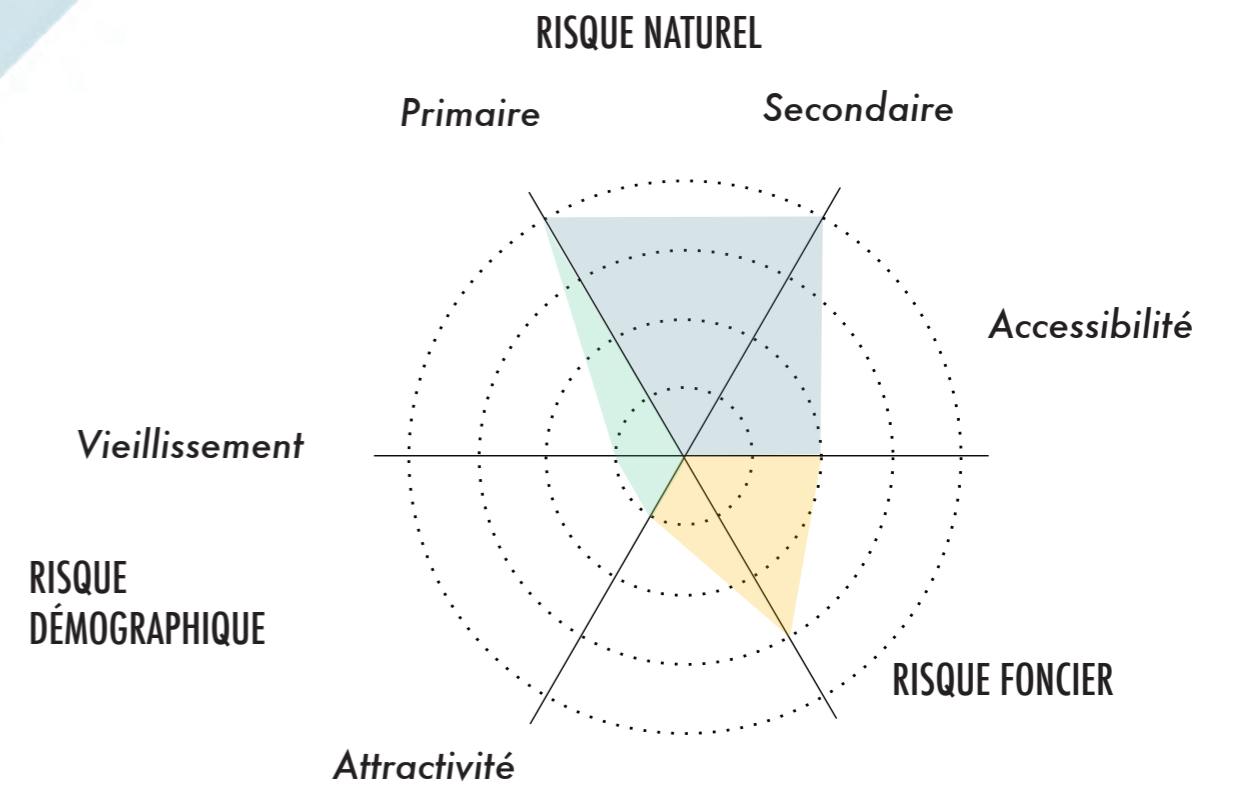 RISQUE NATUREL
Primaire
Secondaire
Accessibilité
Vieillissement
RISQUE
DÉMOGRAPHIQUE
RISQUE FONCIER
Attractivité